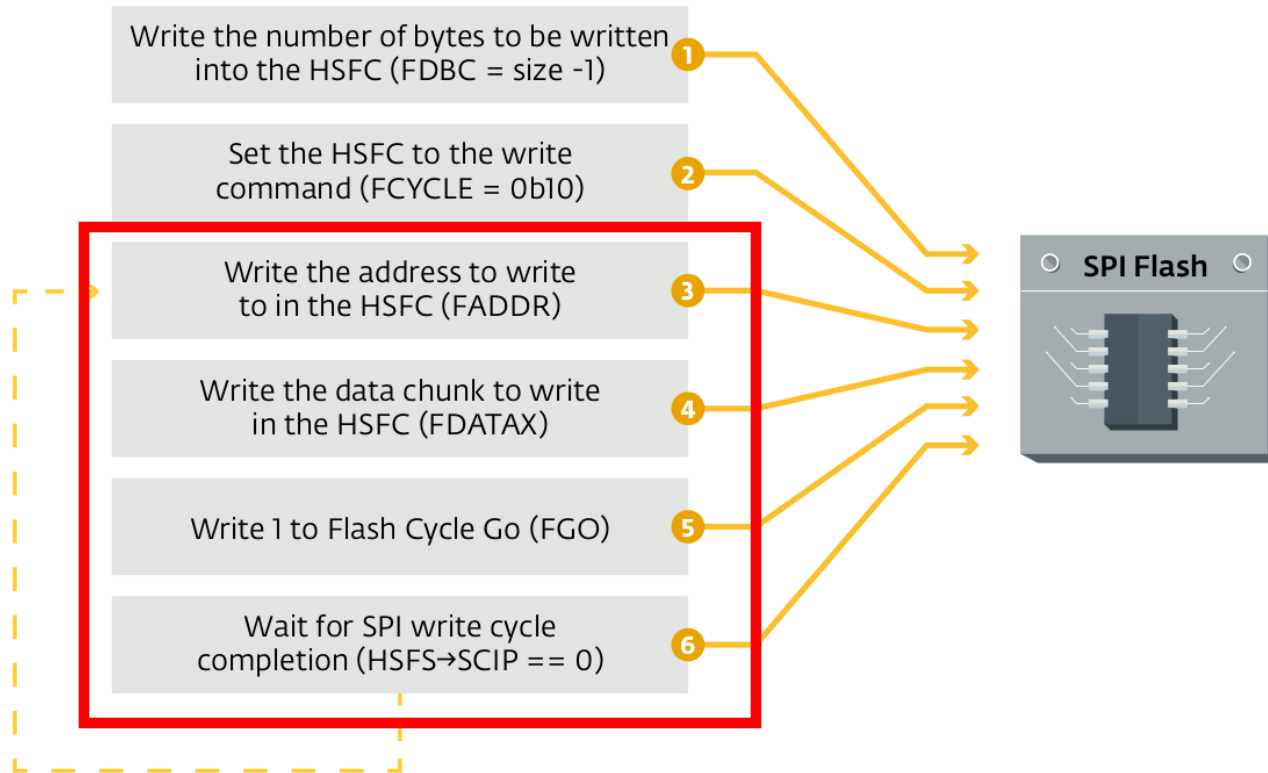 Write the number of bytes to be written
into the HSFC (FDBC = size -1)
1
Set the HSFC to the write
command (FCYCLE = 0b10)
2
Write the address to write
to in the HSFC (FADDR)
3
Write the data chunk to write
in the HSFC (FDATAX)
4
Write 1 to Flash Cycle Go (FGO)
5
Wait for SPI write cycle
completion (HSFS→SCIP == 0)
6
SPI Flash